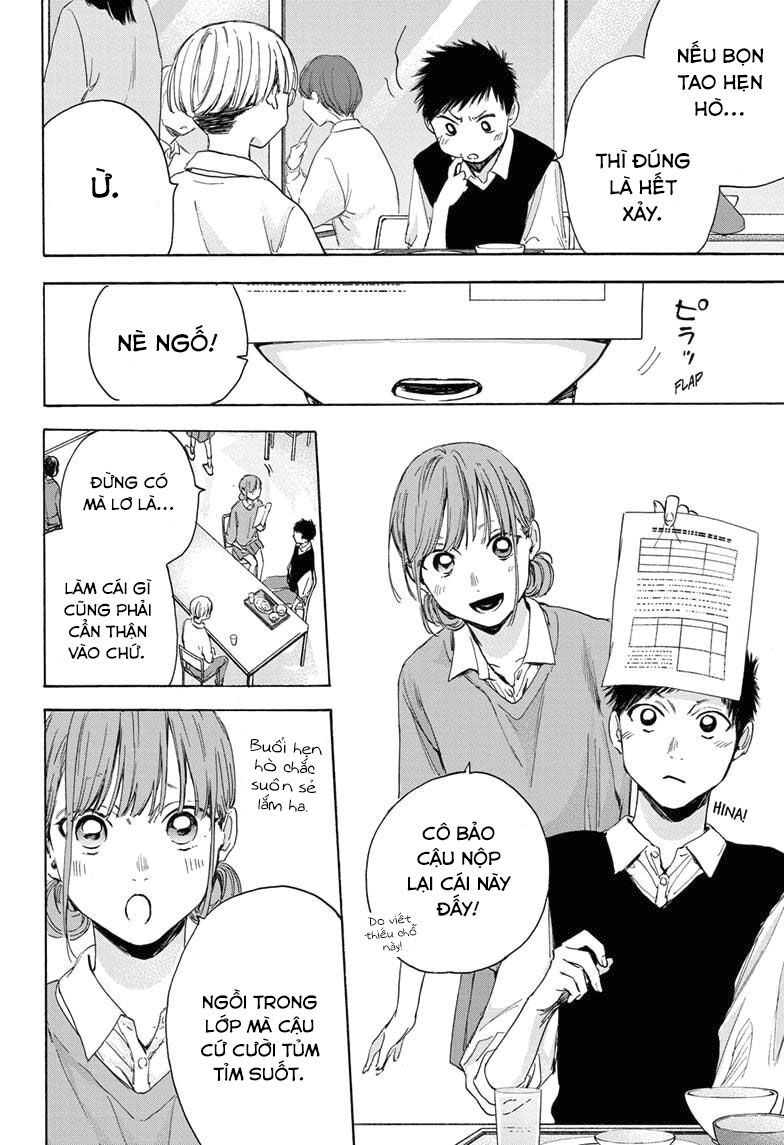 NẾU BỌN
TAO HẸN
HÒ...
THÌ ĐÚNG
LÀ HẾT
XẢY.
Ừ.
ピラッ
FLAP
NÈ NGỐ!
CÔ BẢO
CẬU NỘP
LẠI CÁI NÀY
ĐẤY!
Do viết
thiếu chỗ
này!
HINA!
ĐỪNG CÓ
MÀ LƠ LÀ...
LÀM CÁI GÌ
CŨNG PHẢI
CẨN THẬN
VÀO CHỨ.
Buổi hẹn
hò chắc
suôn sẻ
lắm ha.
NGỒI TRONG
LỚP MÀ CẬU
CỨ CƯỜI TỦM
TỈM SUỐT.